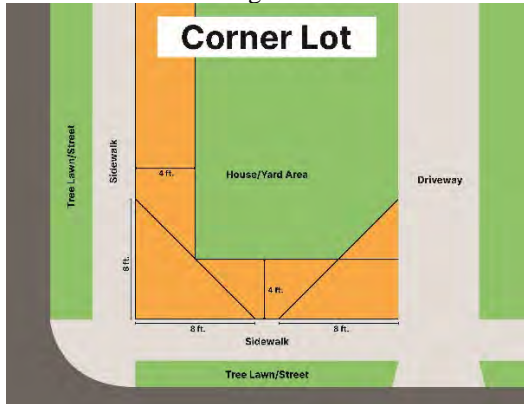 Corner Lot
Tree Lawn/Street
Sidewalk
4 ft.
House/Yard Area
Driveway
8 ft.
4 ft.
8 ft.
8 ft.
Sidewalk
Tree Lawn/Street